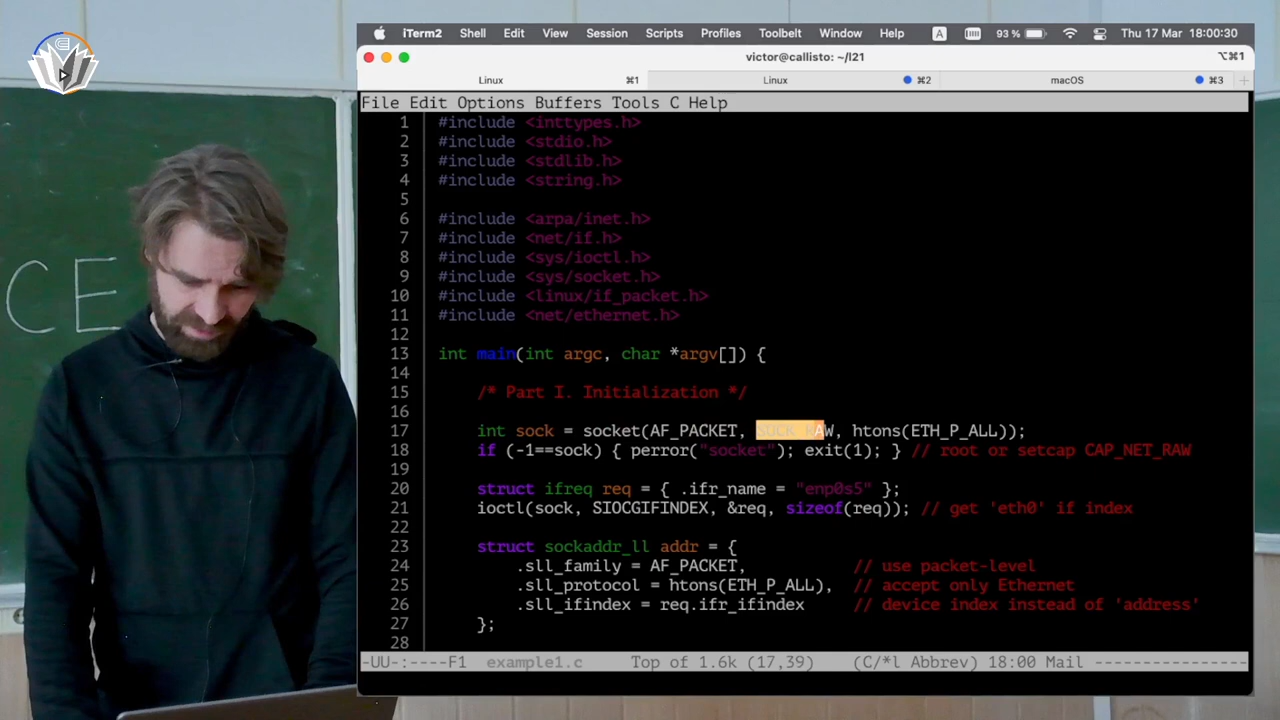 CE
iTerm2 Shell Edit View Session Scripts Profiles Toolbelt Window Help A 93 % Thu 17 Mar 18:00:30
victor@callisto: ~/l21 ⌥⌘1
Linux ⌘1 Linux ⌘2 macOS ⌘3
File Edit Options Buffers Tools C Help
1 #include <inttypes.h>
2 #include <stdio.h>
3 #include <stdlib.h>
4 #include <string.h>
5
6 #include <arpa/inet.h>
7 #include <net/if.h>
8 #include <sys/ioctl.h>
9 #include <sys/socket.h>
10 #include <linux/if_packet.h>
11 #include <net/ethernet.h>
12
13 int main(int argc, char *argv[]) {
14
15 /* Part I. Initialization */
16
17 int sock = socket(AF_PACKET, SOCK_RAW, htons(ETH_P_ALL));
18 if (-1==sock) { perror("socket"); exit(1); } // root or setcap CAP_NET_RAW
19
20 struct ifreq req = { .ifr_name = "enp0s5" };
21 ioctl(sock, SIOCGIFINDEX, &req, sizeof(req)); // get 'eth0' if index
22
23 struct sockaddr_ll addr = {
24 .sll_family = AF_PACKET, // use packet-level
25 .sll_protocol = htons(ETH_P_ALL), // accept only Ethernet
26 .sll_ifindex = req.ifr_ifindex // device index instead of 'address'
27 };
28
-UU-:----F1 example1.c Top of 1.6k (17,39) (C/*l Abbrev) 18:00 Mail ----------------